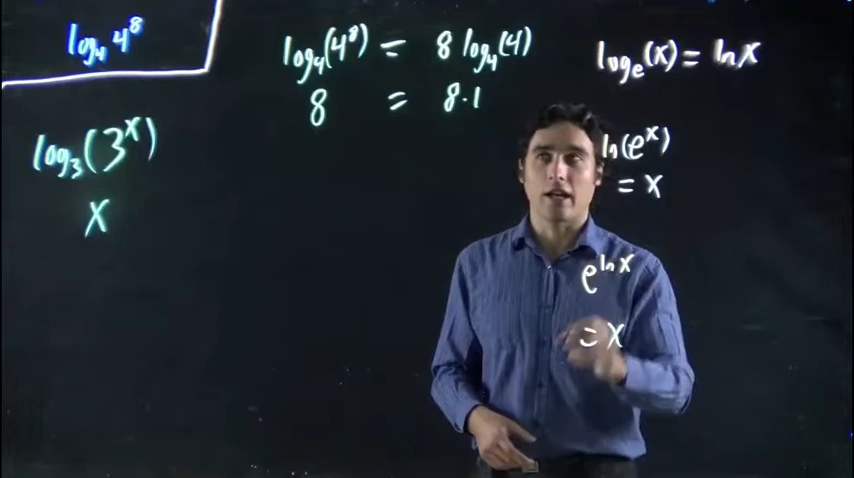 log₄ 4⁸
log₄(4⁸) = 8 log₄(4)
8 = 8·1
logₑ(x) = ln x
log₃(3ˣ)
x
ln(eˣ)
= x
e^ln x
= x